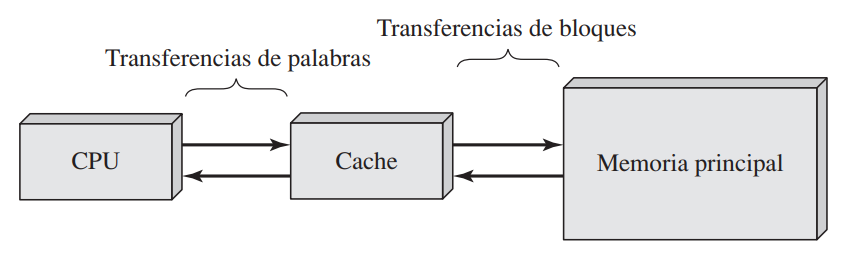 Transferencias de bloques
Transferencias de palabras
CPU
Cache
Memoria principal